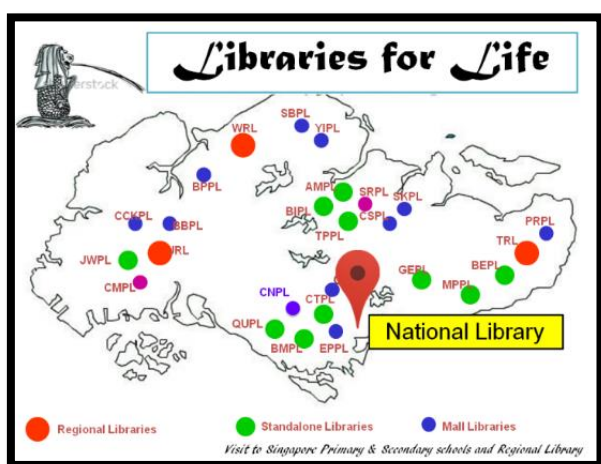 Libraries for Life
SBPL
YIPL
WRL
BPPL
AMPL
SRPL
SKPL
BIPL
CSPL
CCKPL
BBPL
TPPL
PRPL
JRL
TRL
JWPL
GEPL
BEPL
MPPL
CMPL
CNPL
CTPL
QUPL
BMPL
EPPL
National Library
Regional Libraries
Standalone Libraries
Mall Libraries
Visit to Singapore Primary & Secondary schools and Regional Library